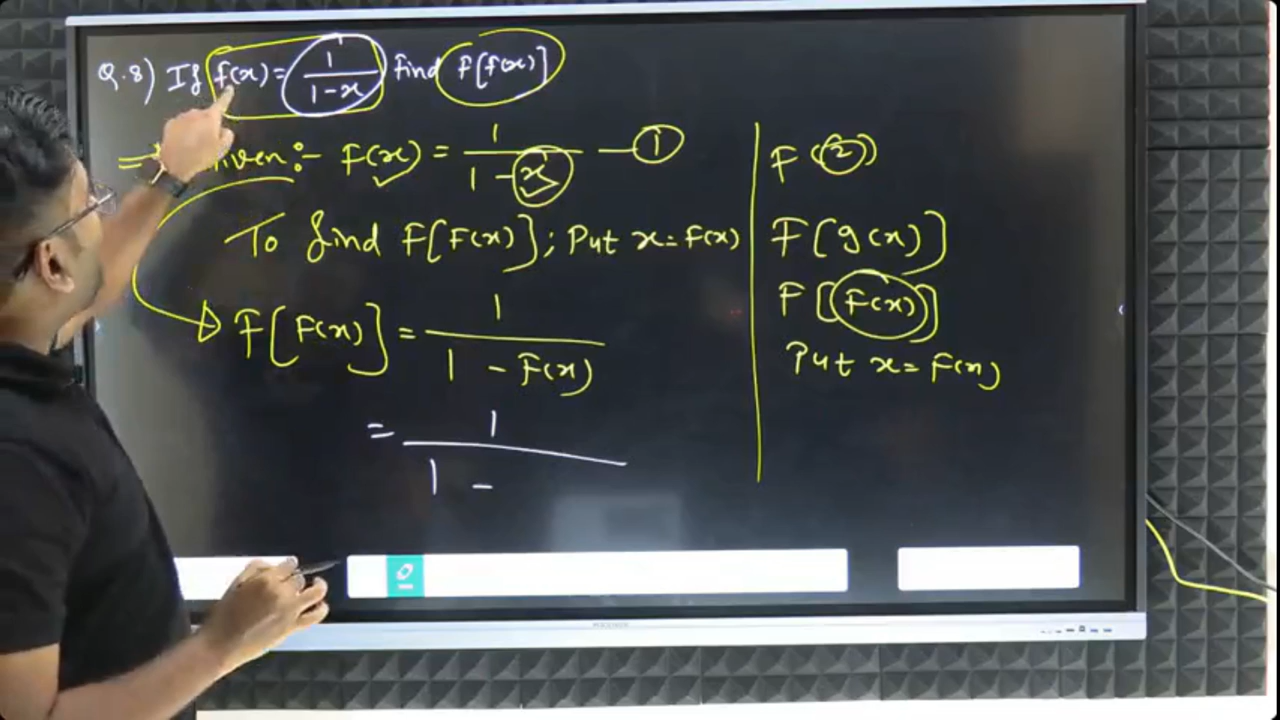 Q.8) If f(x) = 1/(1-x) find f[f(x)]
Given :- F(x) = 1/(1-x) — 1
To find F[F(x)] ; Put x = F(x)
F[F(x)] = 1/(1 - F(x))
= 1/(1 -
F(2)
F[g(x)]
F[F(x)]
Put x = F(x)